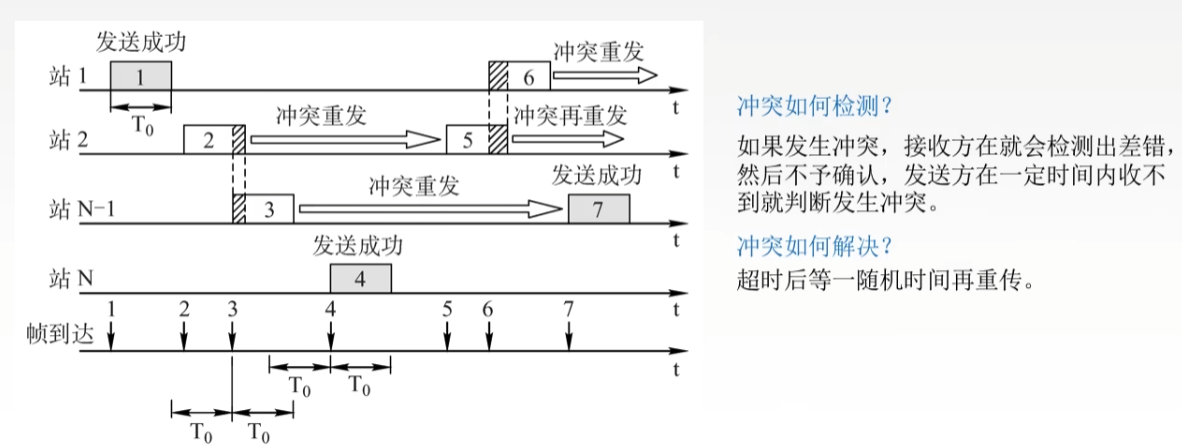 发送成功
站 1
1
6
冲突重发
t
T0
站 2
2
冲突重发
5
冲突再重发
t
站 N-1
3
冲突重发
发送成功
7
t
站 N
发送成功
4
t
帧到达
1
2
3
4
5
6
7
t
T0
T0
T0
T0
冲突如何检测?
如果发生冲突，接收方在就会检测出差错，
然后不予确认，发送方在一定时间内收不
到就判断发生冲突。
冲突如何解决?
超时后等一随机时间再重传。